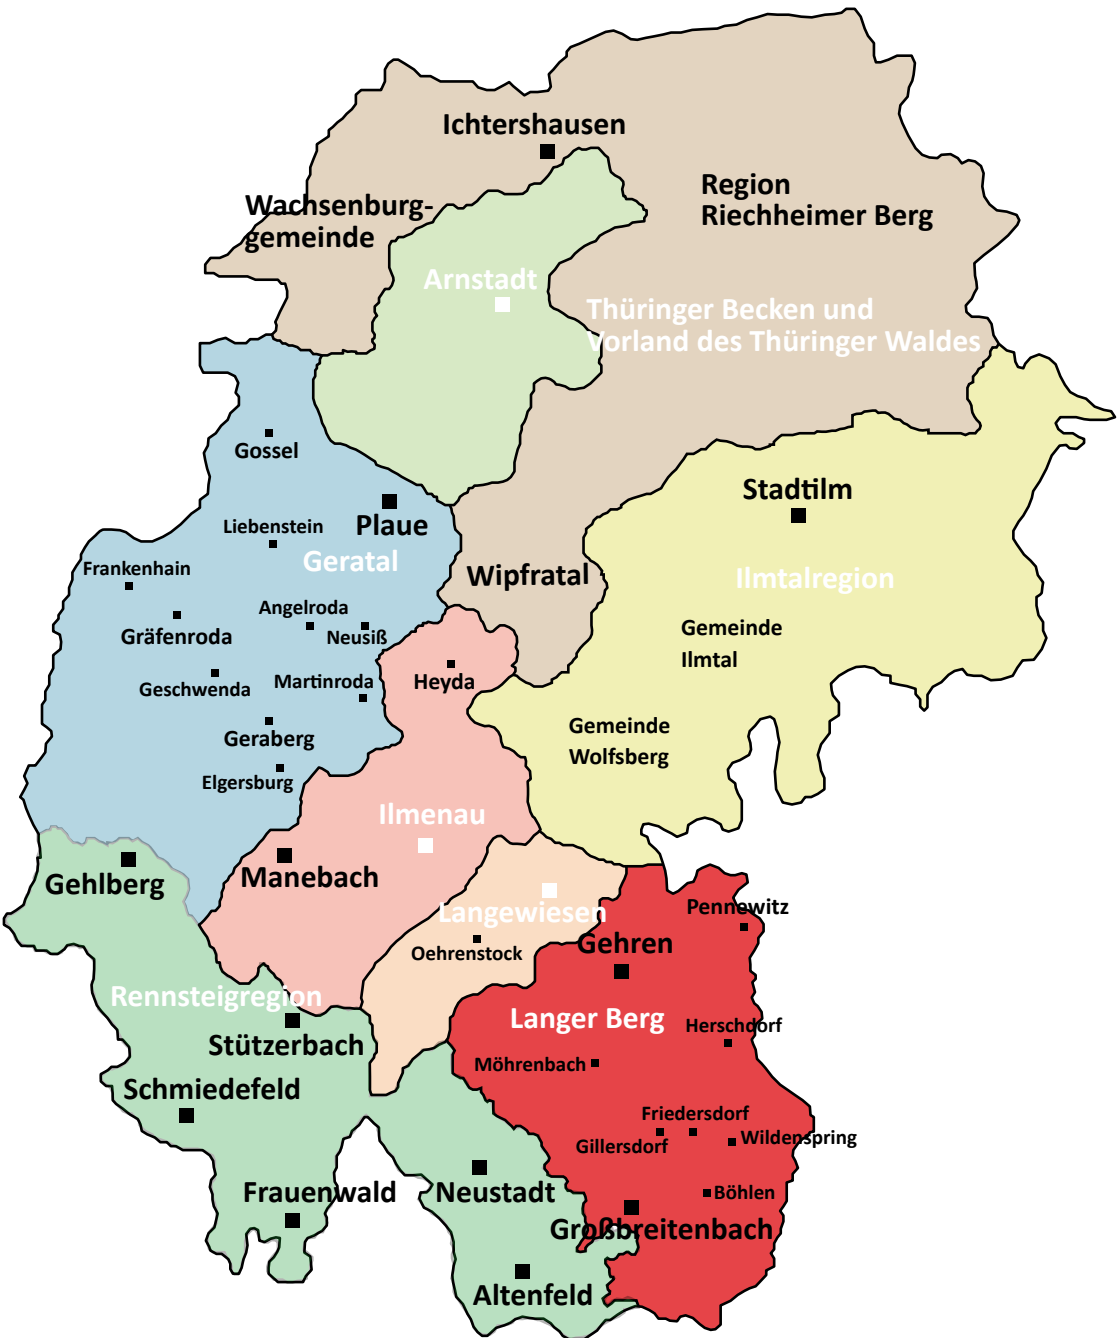 Ichtershausen
Region
Riechheimer Berg
Wachsenburg-
gemeinde
Arnstadt
Thüringer Becken und
Vorland des Thüringer Waldes
Gossel
Stadtilm
Plaue
Liebenstein
Geratal
Frankenhain
Wipfratal
Ilmtalregion
Angelroda
Gräfenroda
Neusiß
Gemeinde
Ilmtal
Geschwenda
Martinroda
Heyda
Geraberg
Gemeinde
Wolfsberg
Elgersburg
Ilmenau
Gehlberg
Manebach
Langewiesen
Pennewitz
Oehrenstock
Gehren
Rennsteigregion
Langer Berg
Herschdorf
Stützerbach
Möhrenbach
Schmiedefeld
Friedersdorf
Gillersdorf
Wildenspring
Frauenwald
Neustadt
Böhlen
Großbreitenbach
Altenfeld